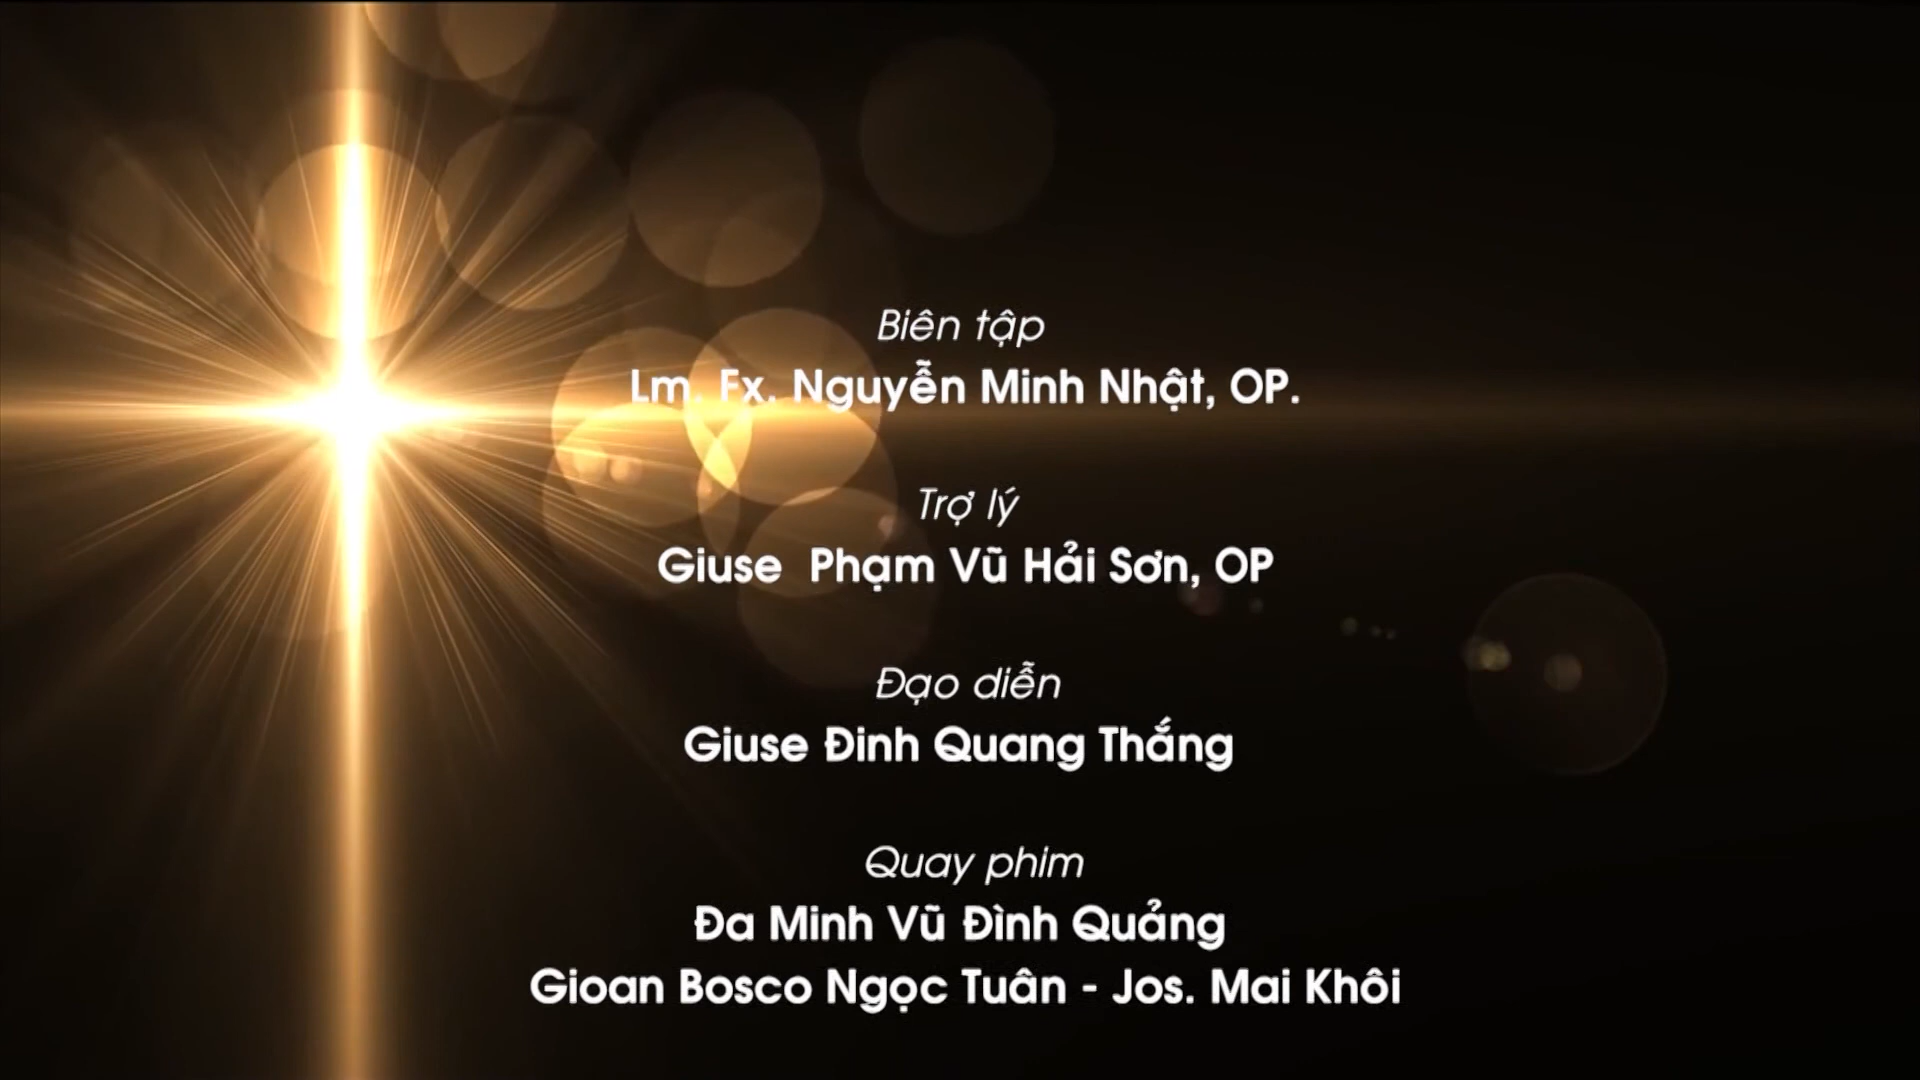 Biên tập
Lm. Fx. Nguyễn Minh Nhật, OP.
Trợ lý
Giuse Phạm Vũ Hải Sơn, OP
Đạo diễn
Giuse Đinh Quang Thắng
Quay phim
Đa Minh Vũ Đình Quảng
Gioan Bosco Ngọc Tuân - Jos. Mai Khôi